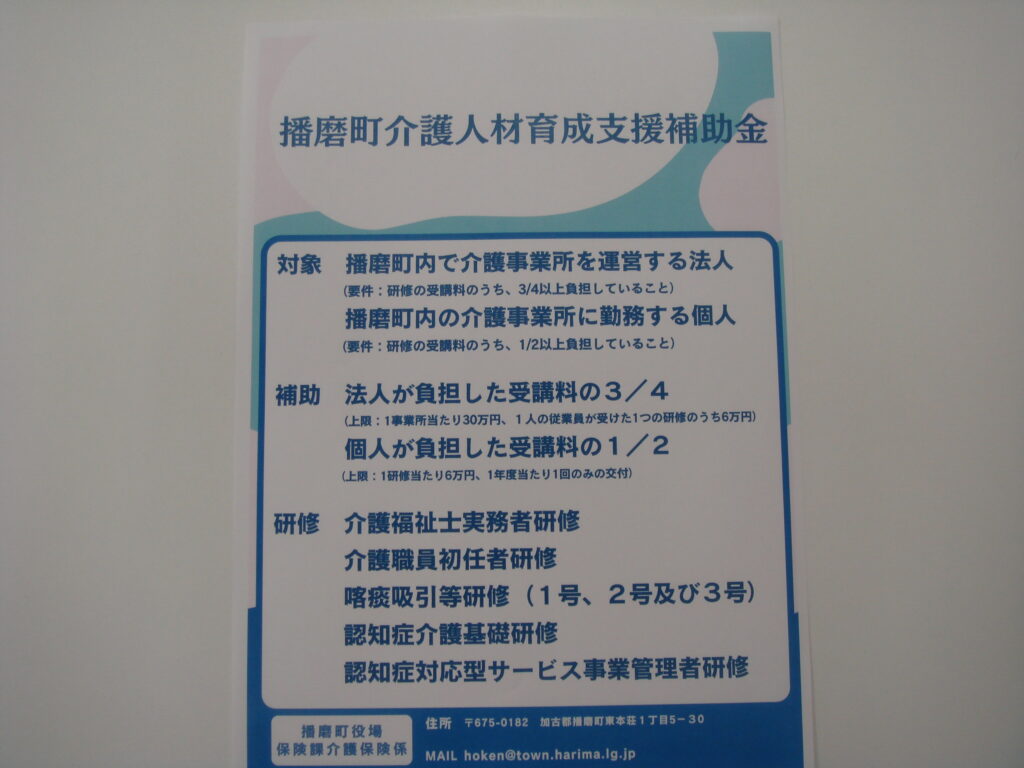 播磨町介護人材育成支援補助金
対象 播磨町内で介護事業所を運営する法人
(要件：研修の受講料のうち、3/4以上負担していること)
播磨町内の介護事業所に勤務する個人
(要件：研修の受講料のうち、1/2以上負担していること)
補助 法人が負担した受講料の３／４
(上限：1事業所当たり30万円、１人の従業員が受けた1つの研修のうち6万円)
個人が負担した受講料の１／２
(上限：1研修当たり6万円、1年度当たり1回のみの交付)
研修 介護福祉士実務者研修
介護職員初任者研修
喀痰吸引等研修（１号、２号及び３号）
認知症介護基礎研修
認知症対応型サービス事業管理者研修
播磨町役場
保険課介護保険係
住所 〒675-0182 加古郡播磨町東本荘１丁目５－３０
MAIL hoken@town.harima.lg.jp